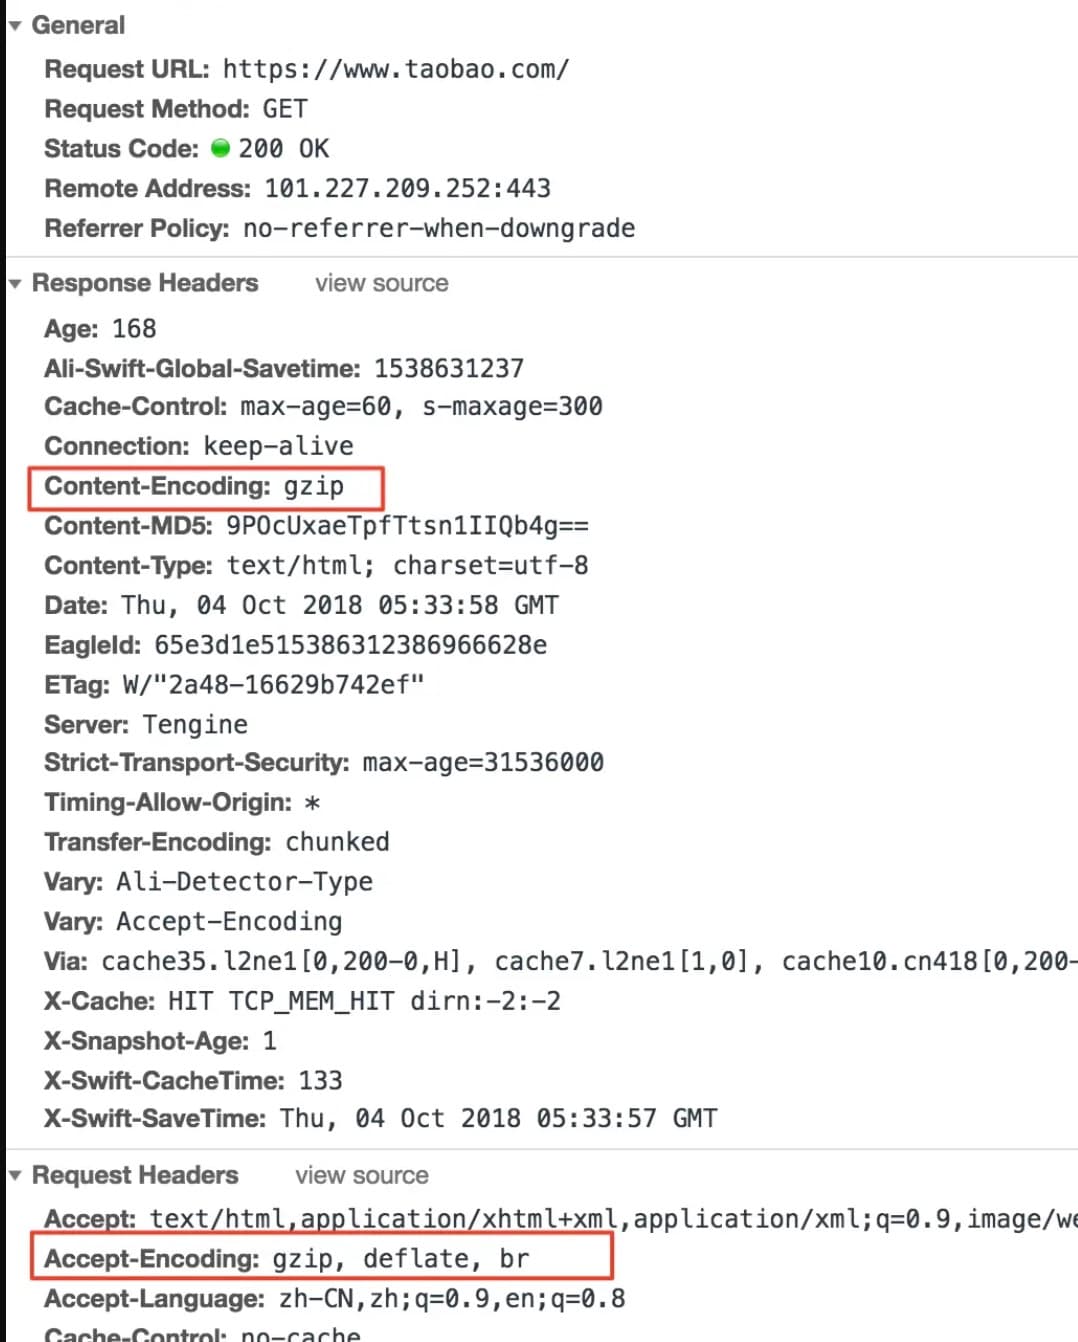 General
Request URL: https://www.taobao.com/
Request Method: GET
Status Code: 200 OK
Remote Address: 101.227.209.252:443
Referrer Policy: no-referrer-when-downgrade
Response Headers view source
Age: 168
Ali-Swift-Global-Savetime: 1538631237
Cache-Control: max-age=60, s-maxage=300
Connection: keep-alive
Content-Encoding: gzip
Content-MD5: 9POcUxaeTpfTtsn1IIQb4g==
Content-Type: text/html; charset=utf-8
Date: Thu, 04 Oct 2018 05:33:58 GMT
EagleId: 65e3d1e515386312386966628e
ETag: W/"2a48-16629b742ef"
Server: Tengine
Strict-Transport-Security: max-age=31536000
Timing-Allow-Origin: *
Transfer-Encoding: chunked
Vary: Ali-Detector-Type
Vary: Accept-Encoding
Via: cache35.l2ne1[0,200-0,H], cache7.l2ne1[1,0], cache10.cn418[0,200-
X-Cache: HIT TCP_MEM_HIT dirn:-2:-2
X-Snapshot-Age: 1
X-Swift-CacheTime: 133
X-Swift-SaveTime: Thu, 04 Oct 2018 05:33:57 GMT
Request Headers view source
Accept: text/html,application/xhtml+xml,application/xml;q=0.9,image/we
Accept-Encoding: gzip, deflate, br
Accept-Language: zh-CN,zh;q=0.9,en;q=0.8
Cache-Control: no-cache